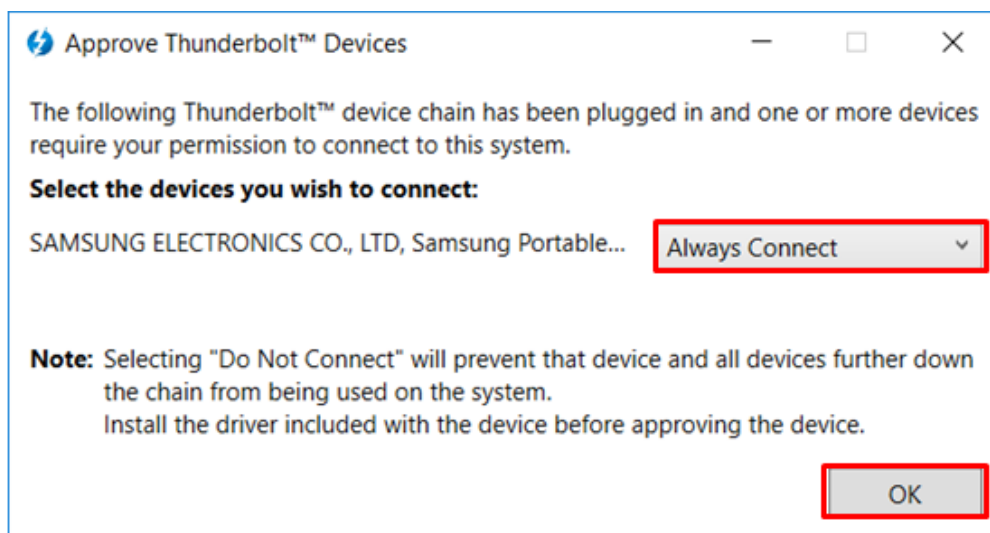 Approve Thunderbolt™ Devices
The following Thunderbolt™ device chain has been plugged in and one or more devices
require your permission to connect to this system.
Select the devices you wish to connect:
SAMSUNG ELECTRONICS CO., LTD, Samsung Portable... Always Connect
Note: Selecting "Do Not Connect" will prevent that device and all devices further down
the chain from being used on the system.
Install the driver included with the device before approving the device.
OK